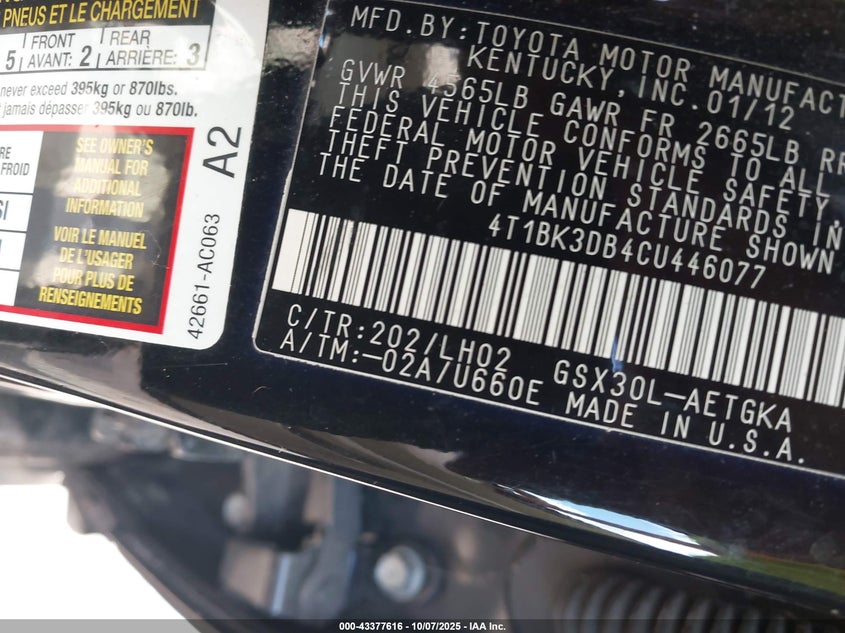 PNEUS ET LE CHARGEMENT
5 FRONT AVANT: 2 REAR ARRIÈRE: 3
never exceed 395kg or 870lbs.
jamais dépasser 395kg ou 870lb.
FROID
SEE OWNER'S
MANUAL FOR
ADDITIONAL
INFORMATION
VOIR LE MANUEL
DE L'USAGER
POUR PLUS DE
RENSEIGNEMENTS
42661-AC063
A2
MFD.BY:TOYOTA MOTOR MANUFACT
KENTUCKY, INC.01/12
GVWR 4565LB GAWR FR 2665LB RR
THIS VEHICLE CONFORMS TO ALL
FEDERAL MOTOR VEHICLE SAFETY,
THEFT PREVENTION STANDARDS IN
THE DATE OF MANUFACTURE SHOWN
4T1BK3DB4CU446077
C/TR:202/LH02
A/TM:-02A/U660E
GSX30L-AETGKA
MADE IN U.S.A.
000-43377616 - 10/07/2025 - IAA Inc.